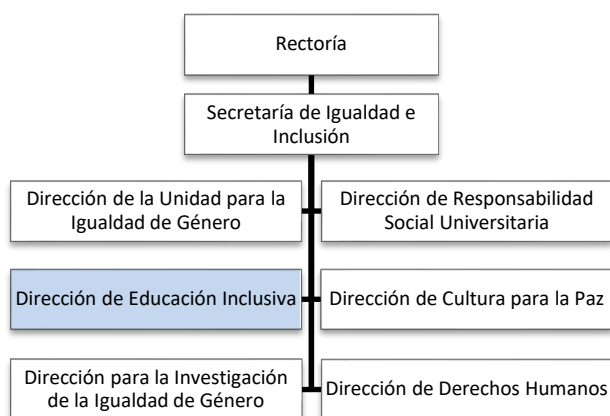 Rectoría
Secretaría de Igualdad e
Inclusión
Dirección de la Unidad para la
Igualdad de Género
Dirección de Responsabilidad
Social Universitaria
Dirección de Educación Inclusiva
Dirección de Cultura para la Paz
Dirección para la Investigación
de la Igualdad de Género
Dirección de Derechos Humanos